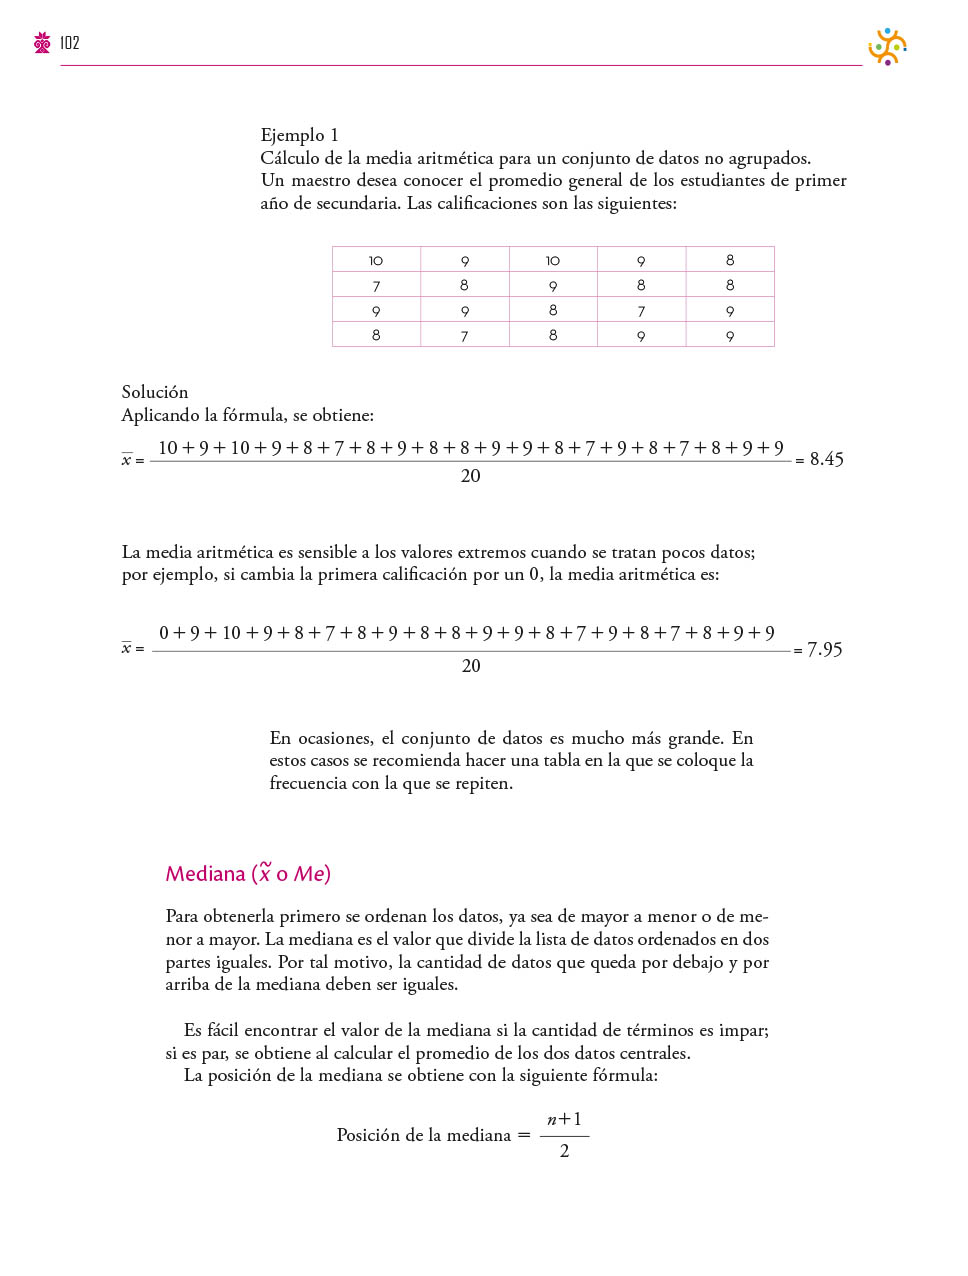 102
Ejemplo 1
Cálculo de la media aritmética para un conjunto de datos no agrupados.
Un maestro desea conocer el promedio general de los estudiantes de primer
año de secundaria. Las calificaciones son las siguientes:
10 9 10 9 8
7 8 9 8 8
9 9 8 7 9
8 7 8 9 9
Solución
Aplicando la fórmula, se obtiene:
x̅ = 10 + 9 + 10 + 9 + 8 + 7 + 8 + 9 + 8 + 8 + 9 + 9 + 8 + 7 + 9 + 8 + 7 + 8 + 9 + 9 = 8.45
20
La media aritmética es sensible a los valores extremos cuando se tratan pocos datos;
por ejemplo, si cambia la primera calificación por un 0, la media aritmética es:
x̅ = 0 + 9 + 10 + 9 + 8 + 7 + 8 + 9 + 8 + 8 + 9 + 9 + 8 + 7 + 9 + 8 + 7 + 8 + 9 + 9 = 7.95
20
En ocasiones, el conjunto de datos es mucho más grande. En
estos casos se recomienda hacer una tabla en la que se coloque la
frecuencia con la que se repiten.
Mediana (x̃ o Me)
Para obtenerla primero se ordenan los datos, ya sea de mayor a menor o de me-
nor a mayor. La mediana es el valor que divide la lista de datos ordenados en dos
partes iguales. Por tal motivo, la cantidad de datos que queda por debajo y por
arriba de la mediana deben ser iguales.
Es fácil encontrar el valor de la mediana si la cantidad de términos es impar;
si es par, se obtiene al calcular el promedio de los dos datos centrales.
La posición de la mediana se obtiene con la siguiente fórmula:
Posición de la mediana = n+1
2